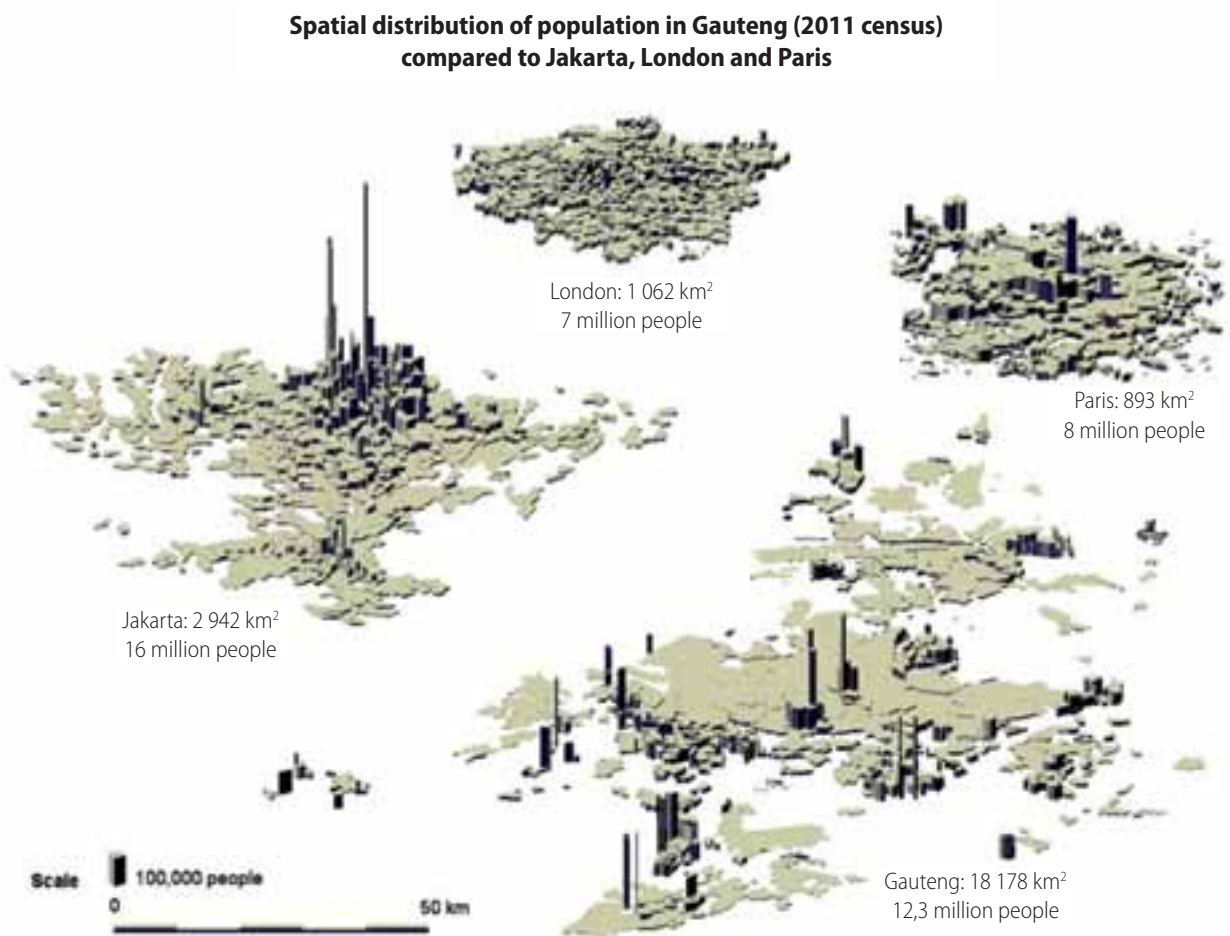 Spatial distribution of population in Gauteng (2011 census)
compared to Jakarta, London and Paris
London: 1 062 km²
7 million people
Paris: 893 km²
8 million people
Jakarta: 2 942 km²
16 million people
Gauteng: 18 178 km²
12,3 million people
Scale 100,000 people
0 50 km